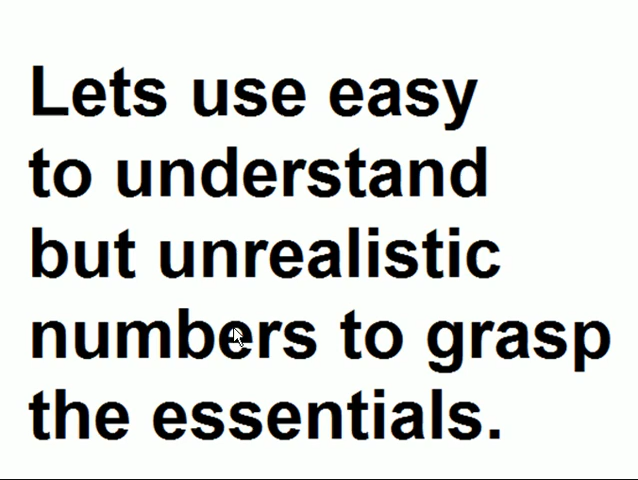 Lets use easy
to understand
but unrealistic
numbers to grasp
the essentials.